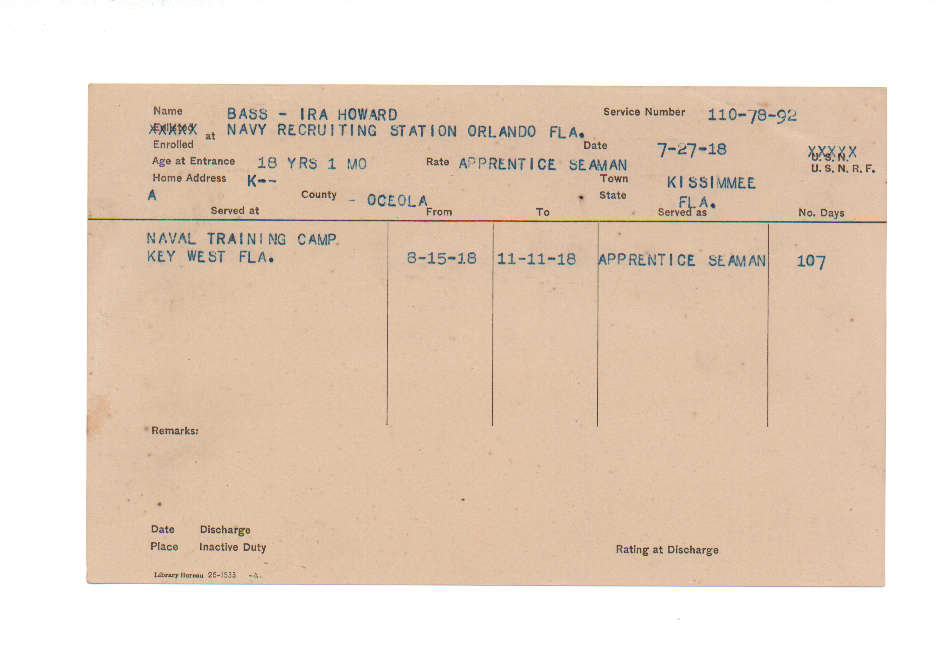 Name BASS - IRA HOWARD Service Number 110-78-92
Enlisted at NAVY RECRUITING STATION ORLANDO FLA.
Enrolled Date 7-27-18 XXXXX U. S. N.
Age at Entrance 18 YRS 1 MO Rate APPRENTICE SEAMAN U. S. N. R. F.
Home Address K-- Town KISSIMMEE
A County - OCEOLA State FLA.
Served at From To Served as No. Days
NAVAL TRAINING CAMP.
KEY WEST FLA. 8-15-18 11-11-18 APPRENTICE SEAMAN 107
Remarks:
Date Discharge
Place Inactive Duty Rating at Discharge
Library Bureau 26-1533